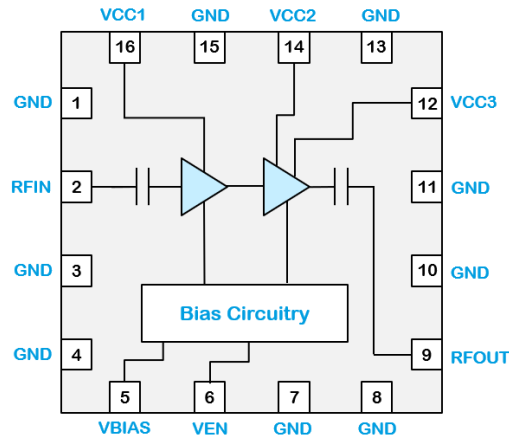 VCC1 GND VCC2 GND
16 15 14 13
GND 1 12 VCC3
RFIN 2 11 GND
GND 3 10 GND
Bias Circuitry
GND 4 9 RFOUT
5 6 7 8
VBIAS VEN GND GND